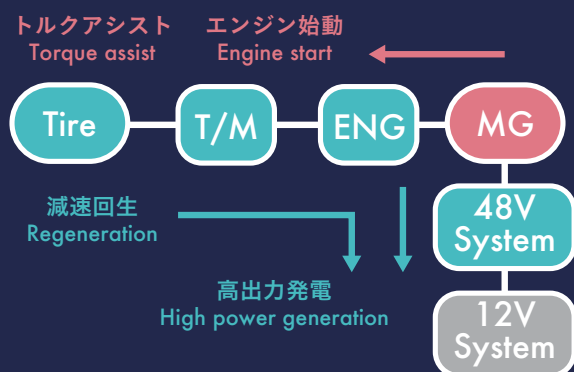 トルクアシスト
Torque assist
エンジン始動
Engine start
Tire
T/M
ENG
MG
減速回生
Regeneration
48V
System
高出力発電
High power generation
12V
System